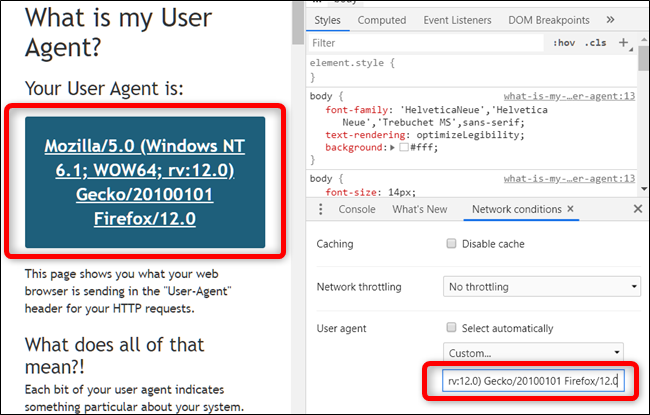 What is my User
Agent?
Your User Agent is:
Mozilla/5.0 (Windows NT
6.1; WOW64; rv:12.0)
Gecko/20100101
Firefox/12.0
This page shows you what your web
browser is sending in the "User-Agent"
header for your HTTP requests.
What does all of that
mean?!
Each bit of your user agent indicates
something particular about your system.
Styles Computed Event Listeners DOM Breakpoints »
Filter :hov .cls +
element.style {
}
body { what-is-my-…er-agent:13
font-family: 'HelveticaNeue','Helvetica
Neue','Trebuchet MS',sans-serif;
text-rendering: optimizeLegibility;
background: #fff;
}
body { what-is-my-…er-agent:13
font-size: 14px;
Console What's New Network conditions ×
Caching Disable cache
Network throttling No throttling
User agent Select automatically
Custom...
rv:12.0) Gecko/20100101 Firefox/12.0